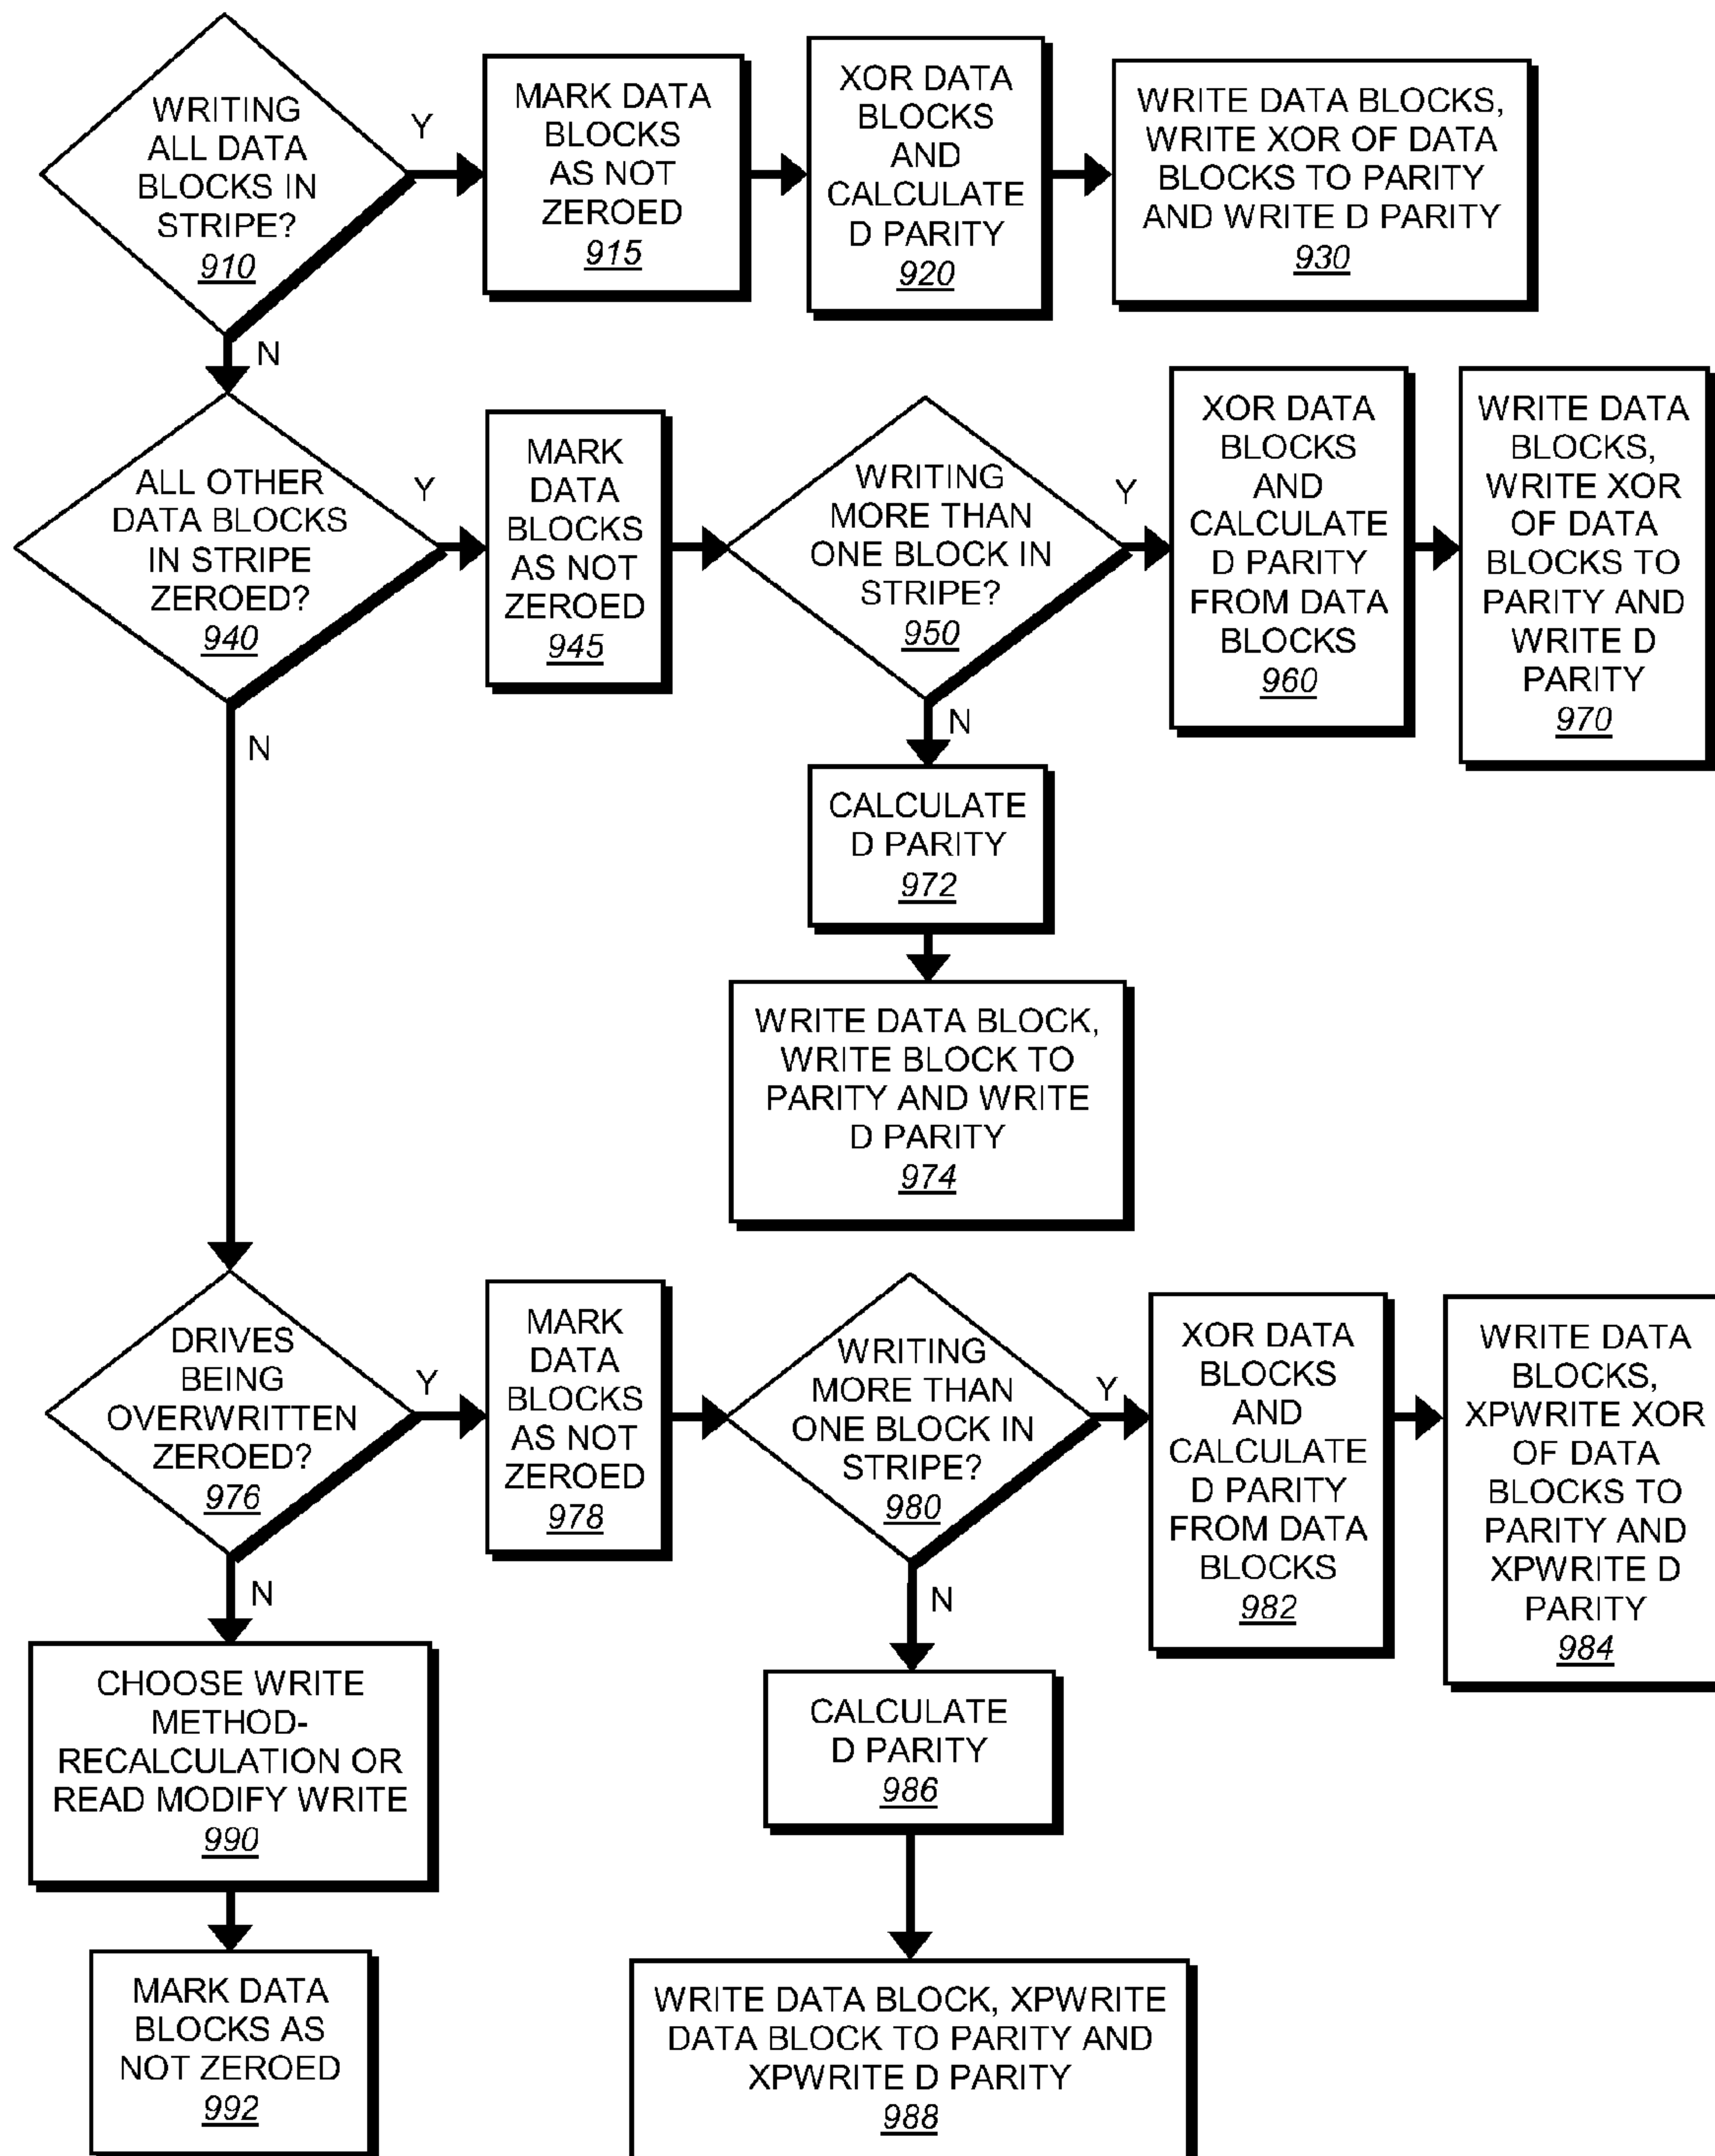 WRITING
ALL DATA
BLOCKS IN
STRIPE?
910
Y
N
MARK DATA
BLOCKS
AS NOT
ZEROED
915
XOR DATA
BLOCKS
AND
CALCULATE
D PARITY
920
WRITE DATA BLOCKS,
WRITE XOR OF DATA
BLOCKS TO PARITY
AND WRITE D PARITY
930
ALL OTHER
DATA BLOCKS
IN STRIPE
ZEROED?
940
Y
N
MARK
DATA
BLOCKS
AS NOT
ZEROED
945
WRITING
MORE THAN
ONE BLOCK IN
STRIPE?
950
Y
N
XOR DATA
BLOCKS
AND
CALCULATE
D PARITY
FROM DATA
BLOCKS
960
WRITE DATA
BLOCKS,
WRITE XOR
OF DATA
BLOCKS TO
PARITY AND
WRITE D
PARITY
970
CALCULATE
D PARITY
972
WRITE DATA BLOCK,
WRITE BLOCK TO
PARITY AND WRITE
D PARITY
974
DRIVES
BEING
OVERWRITTEN
ZEROED?
976
Y
N
MARK
DATA
BLOCKS
AS NOT
ZEROED
978
WRITING
MORE THAN
ONE BLOCK IN
STRIPE?
980
Y
N
XOR DATA
BLOCKS
AND
CALCULATE
D PARITY
FROM DATA
BLOCKS
982
WRITE DATA
BLOCKS,
XPWRITE XOR
OF DATA
BLOCKS TO
PARITY AND
XPWRITE D
PARITY
984
CHOOSE WRITE
METHOD-
RECALCULATION OR
READ MODIFY WRITE
990
CALCULATE
D PARITY
986
MARK DATA
BLOCKS AS
NOT ZEROED
992
WRITE DATA BLOCK, XPWRITE
DATA BLOCK TO PARITY AND
XPWRITE D PARITY
988